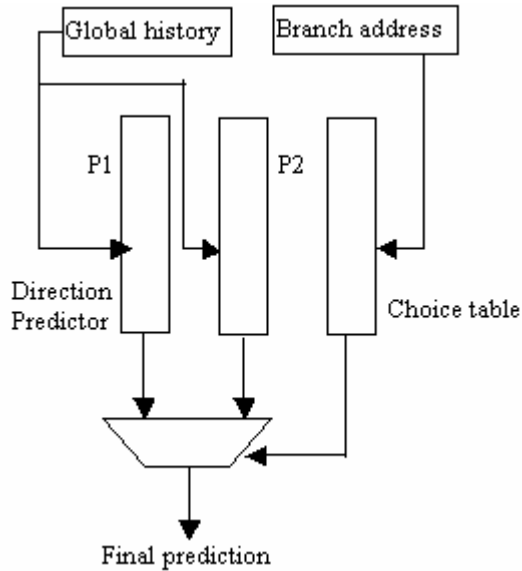 Global history
Branch address
P1
P2
Direction
Predictor
Choice table
Final prediction